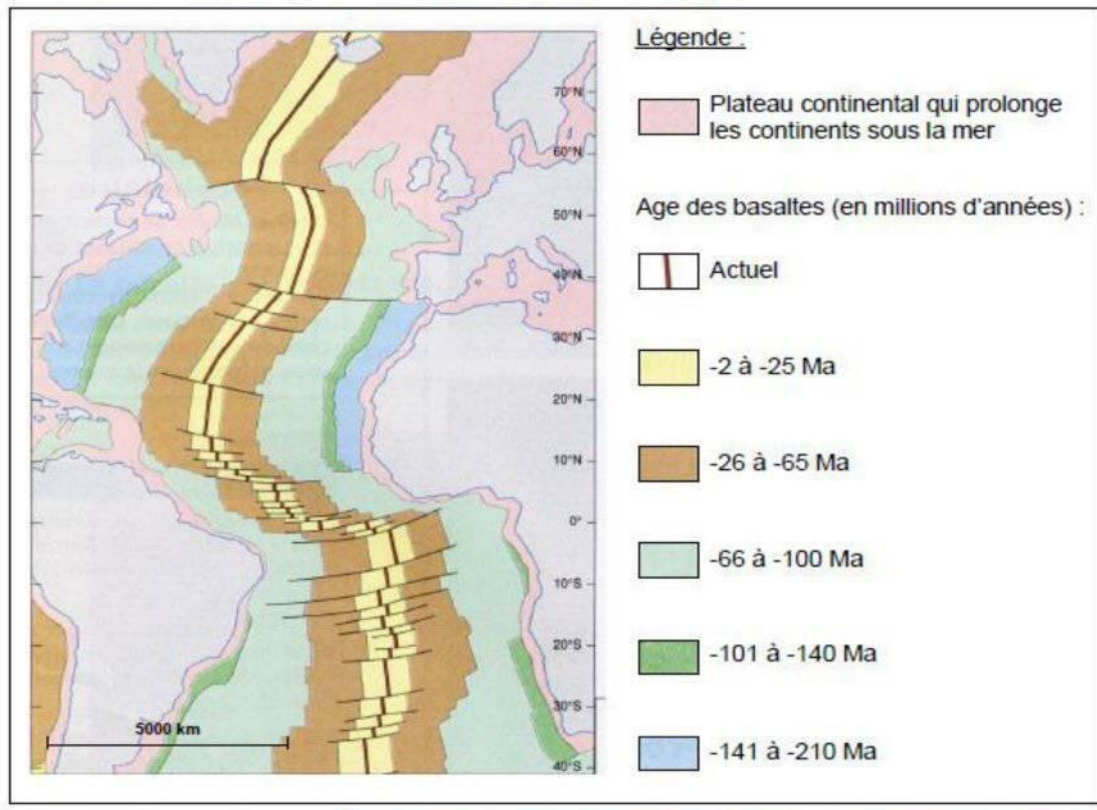 Légende :
Plateau continental qui prolonge
les continents sous la mer
Age des basaltes (en millions d'années) :
Actuel
-2 à -25 Ma
-26 à -65 Ma
-66 à -100 Ma
-101 à -140 Ma
-141 à -210 Ma
70°N
60°N
50°N
40°N
30°N
20°N
10°N
0°
10°S
20°S
30°S
40°S
5000 km